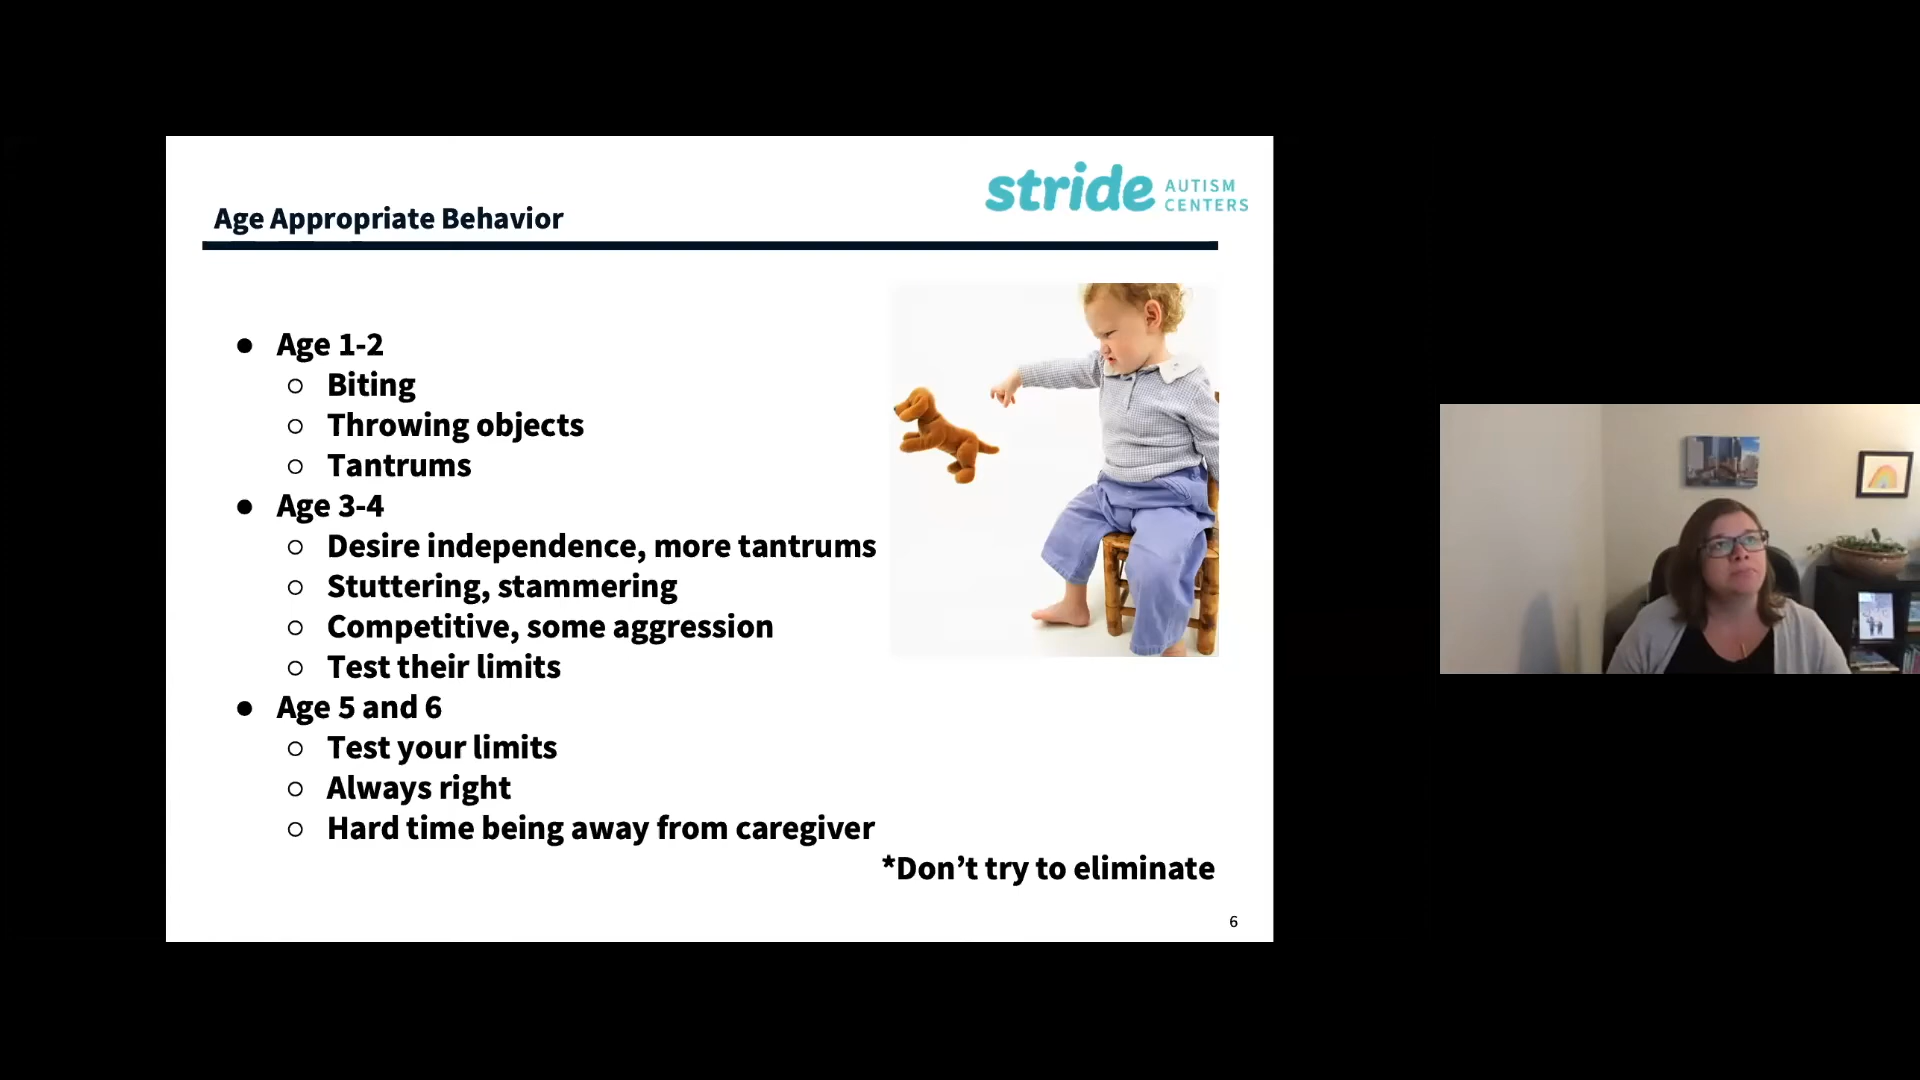 stride AUTISM
CENTERS
Age Appropriate Behavior
● Age 1-2
○ Biting
○ Throwing objects
○ Tantrums
● Age 3-4
○ Desire independence, more tantrums
○ Stuttering, stammering
○ Competitive, some aggression
○ Test their limits
● Age 5 and 6
○ Test your limits
○ Always right
○ Hard time being away from caregiver
*Don’t try to eliminate
6